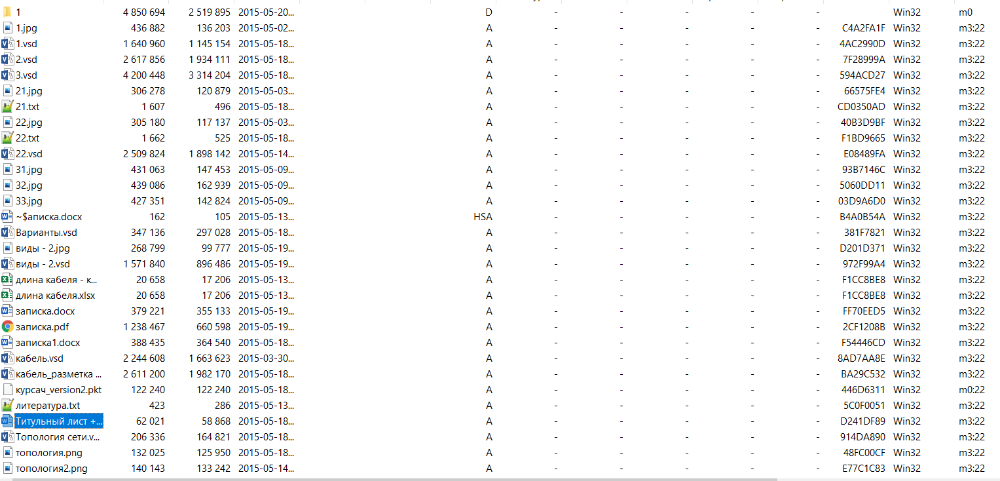 1 4 850 694 2 519 895 2015-05-20... D Win32 m0
1.jpg 436 882 136 203 2015-05-02... A - - - - - C4A2FA1F Win32 m3:22
1.vsd 1 640 960 1 145 154 2015-05-18... A - - - - - 4AC2990D Win32 m3:22
2.vsd 2 617 856 1 934 111 2015-05-18... A - - - - - 7F28999A Win32 m3:22
3.vsd 4 200 448 3 314 204 2015-05-18... A - - - - - 594ACD27 Win32 m3:22
21.jpg 306 278 120 879 2015-05-03... A - - - - - 66575FE4 Win32 m3:22
21.txt 1 607 496 2015-05-18... A - - - - - CD0350AD Win32 m3:22
22.jpg 305 180 117 137 2015-05-03... A - - - - - 40B3D9BF Win32 m3:22
22.txt 1 662 525 2015-05-18... A - - - - - F1BD9665 Win32 m3:22
22.vsd 2 509 824 1 898 142 2015-05-14... A - - - - - E08489FA Win32 m3:22
31.jpg 431 063 147 453 2015-05-09... A - - - - - 93B7146C Win32 m3:22
32.jpg 439 086 162 939 2015-05-09... A - - - - - 5060DD11 Win32 m3:22
33.jpg 427 351 142 824 2015-05-09... A - - - - - 03D9A6D0 Win32 m3:22
~$аписка.docx 162 105 2015-05-13... HSA - - - - - B4A0B54A Win32 m3:22
Варианты.vsd 347 136 297 028 2015-05-18... A - - - - - 381F7821 Win32 m3:22
виды - 2.jpg 268 799 99 777 2015-05-19... A - - - - - D201D371 Win32 m3:22
виды - 2.vsd 1 571 840 896 486 2015-05-19... A - - - - - 972F99A4 Win32 m3:22
длина кабеля - к... 20 658 17 206 2015-05-13... A - - - - - F1CC8BE8 Win32 m3:22
длина кабеля.xlsx 20 658 17 206 2015-05-13... A - - - - - F1CC8BE8 Win32 m3:22
записка.docx 379 221 355 133 2015-05-19... A - - - - - FF70EED5 Win32 m3:22
записка.pdf 1 238 467 660 598 2015-05-19... A - - - - - 2CF1208B Win32 m3:22
записка1.docx 388 435 364 540 2015-05-18... A - - - - - F54446CD Win32 m3:22
кабель.vsd 2 244 608 1 663 623 2015-03-30... A - - - - - 8AD7AA8E Win32 m3:22
кабель_разметка ... 2 611 200 1 982 170 2015-05-18... A - - - - - BA29C532 Win32 m3:22
курсач_version2.pkt 122 240 122 240 2015-05-18... A - - - - - 446D6311 Win32 m0:22
литература.txt 423 286 2015-05-13... A - - - - - 5C0F0051 Win32 m3:22
Титульный лист +... 62 021 58 868 2015-05-18... A - - - - - D241DF89 Win32 m3:22
Топология сети.v... 206 336 164 821 2015-05-18... A - - - - - 914DA890 Win32 m3:22
топология.png 132 025 125 950 2015-05-18... A - - - - - 48FC00CF Win32 m3:22
топология2.png 140 143 133 242 2015-05-14... A - - - - - E77C1C83 Win32 m3:22